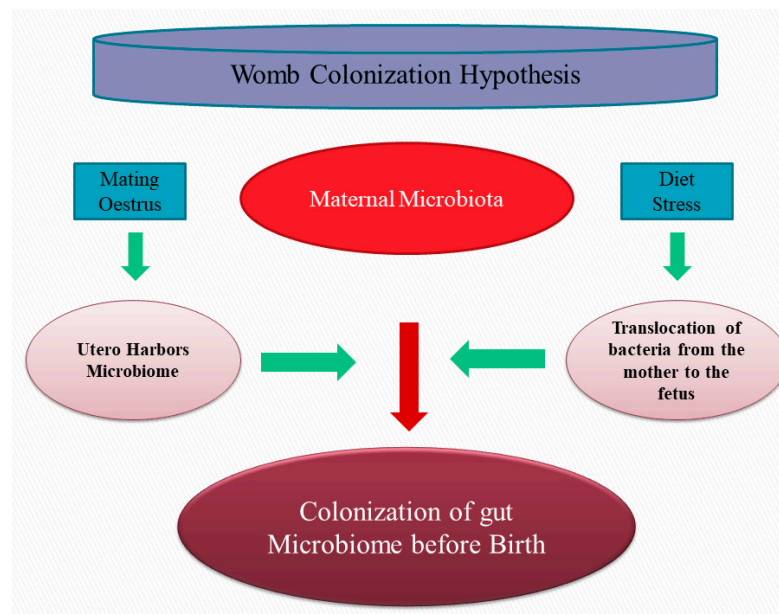 Womb Colonization Hypothesis
Mating
Oestrus
Maternal Microbiota
Diet
Stress
Utero Harbors
Microbiome
Translocation of
bacteria from the
mother to the
fetus
Colonization of gut
Microbiome before Birth